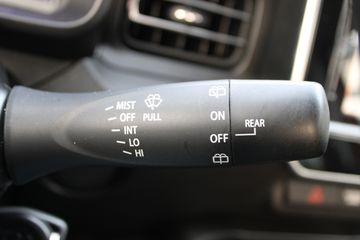 MIST
OFF PULL
INT
LO
HI
ON
OFF
REAR